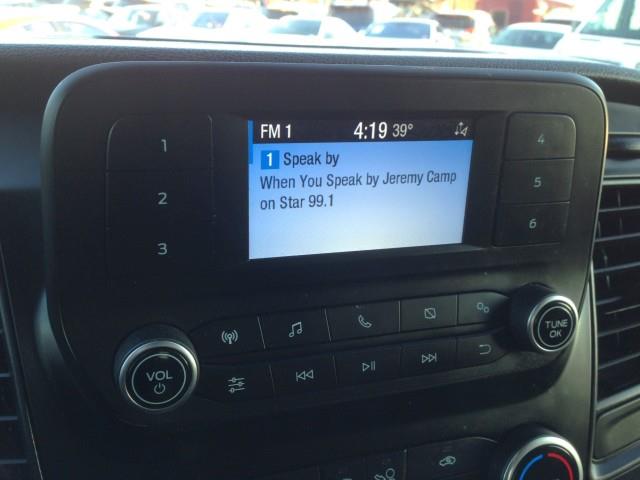 FM 1 4:19 39°
1 Speak by
When You Speak by Jeremy Camp
on Star 99.1
1
2
3
4
5
6
VOL
TUNE
OK